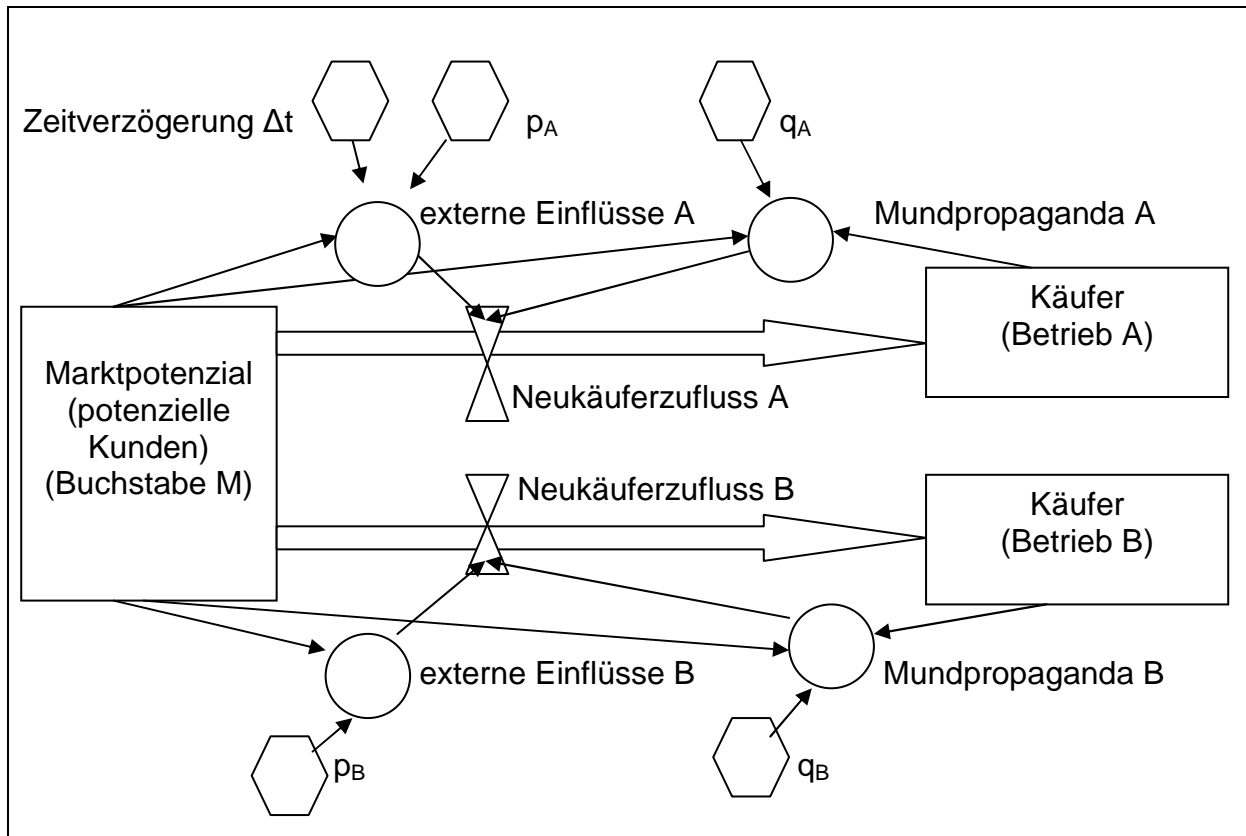 Zeitverzögerung Δt
pA
qA
externe Einflüsse A
Mundpropaganda A
Käufer
(Betrieb A)
Marktpotenzial
(potenzielle
Kunden)
(Buchstabe M)
Neukäuferzufluss A
Neukäuferzufluss B
Käufer
(Betrieb B)
externe Einflüsse B
Mundpropaganda B
pB
qB